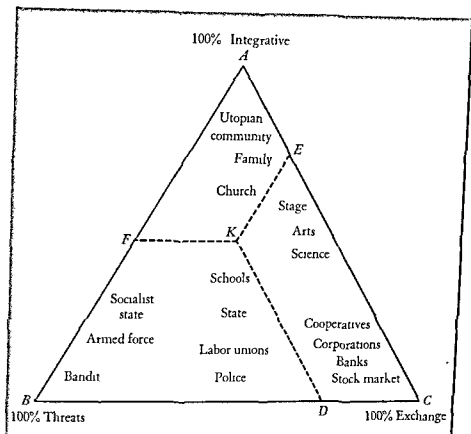 100% Integrative
A
Utopian
community
E
Family
Church
Stage
Arts
Science
F
K
Schools
Socialist
state
State
Armed force
Cooperatives
Corporations
Labor unions
Banks
Bandit
Police
Stock market
B
D
C
100% Threats
100% Exchange